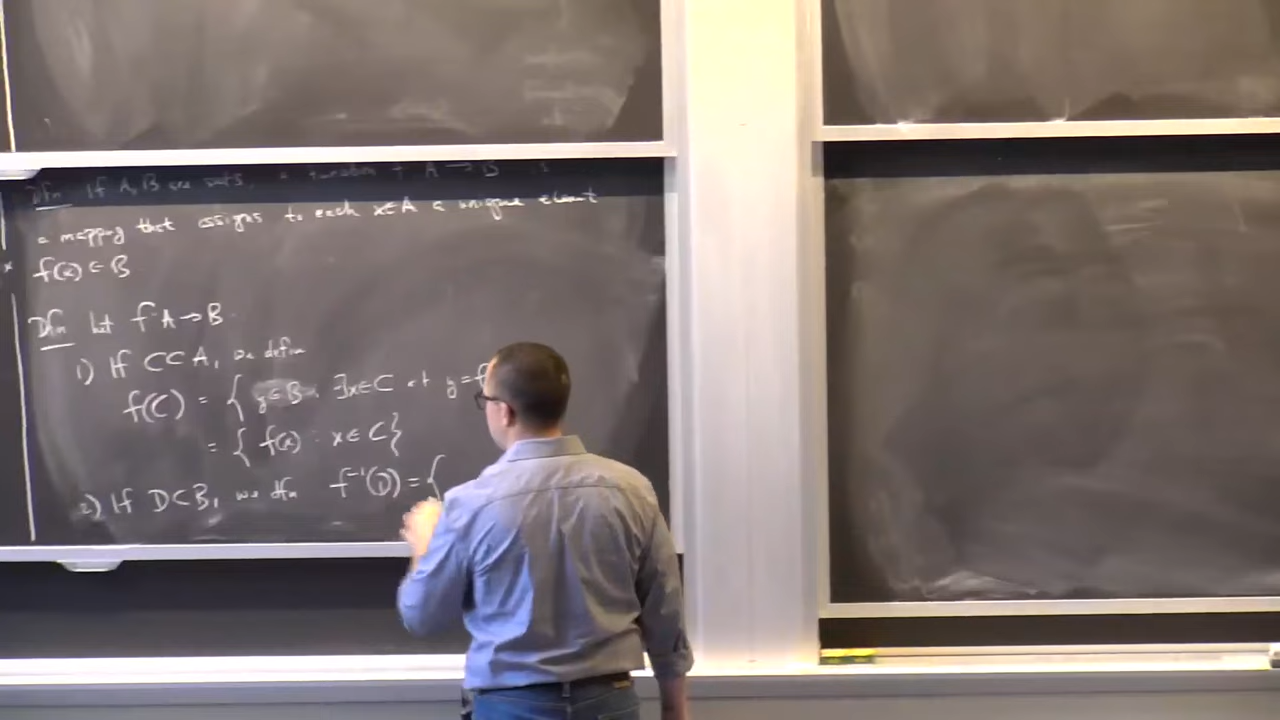 Dfn If A, B are sets, a function f A → B is
a mapping that assigns to each x∈A a unique element
f(x) ∈ B
Dfn Let f: A → B.
1) If C⊂A, we define
f(C) = { y∈B : ∃x∈C st y=f
= { f(x) : x∈C}
2) If D⊂B, we dfn f⁻¹(D) = {